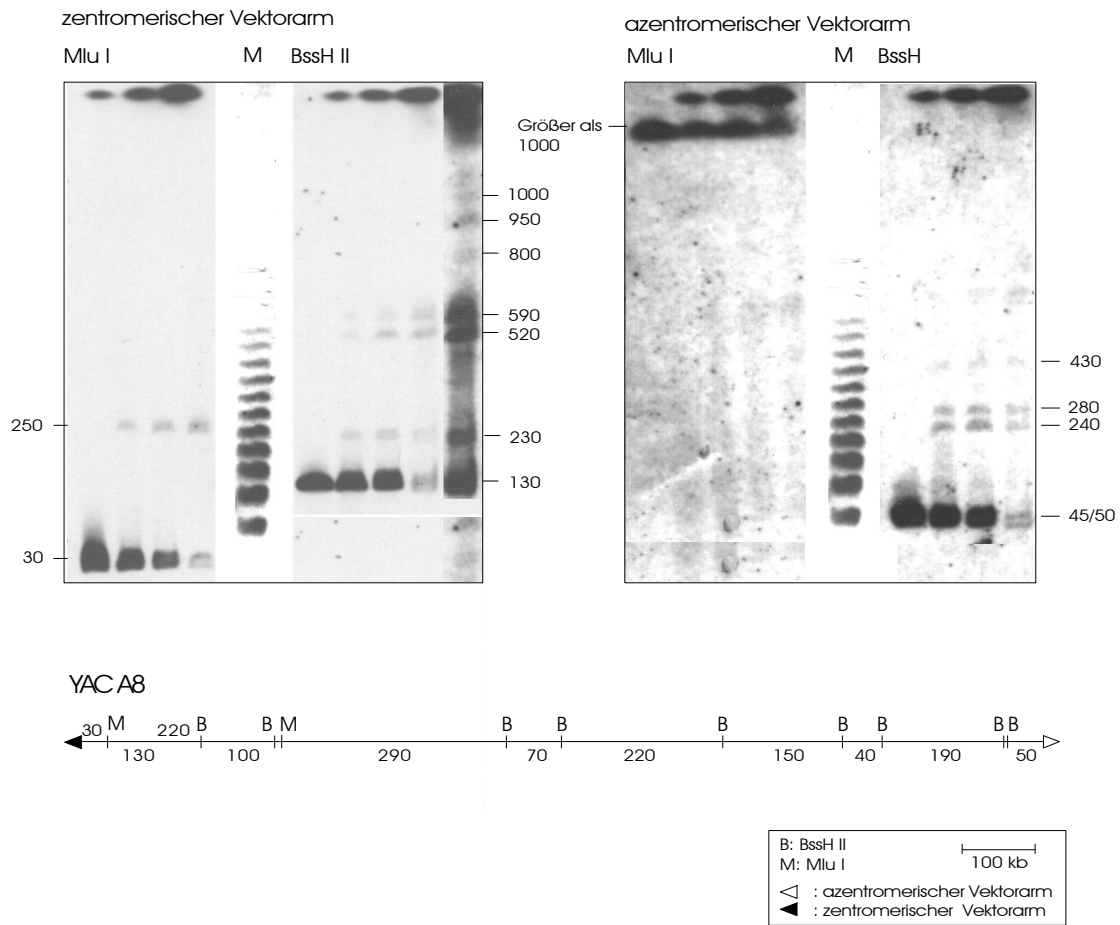 zentromerischer Vektorarm
Mlu I M BssH II
250
30
1000
950
800
590
520
230
130
azentromerischer Vektorarm
Mlu I M BssH
Größer als
1000
430
280
240
45/50
YAC A8
30 M 220 B B M B B B B B B B
130 100 290 70 220 150 40 190 50
B: BssH II
M: Mlu I
100 kb
: azentromerischer Vektorarm
: zentromerischer Vektorarm